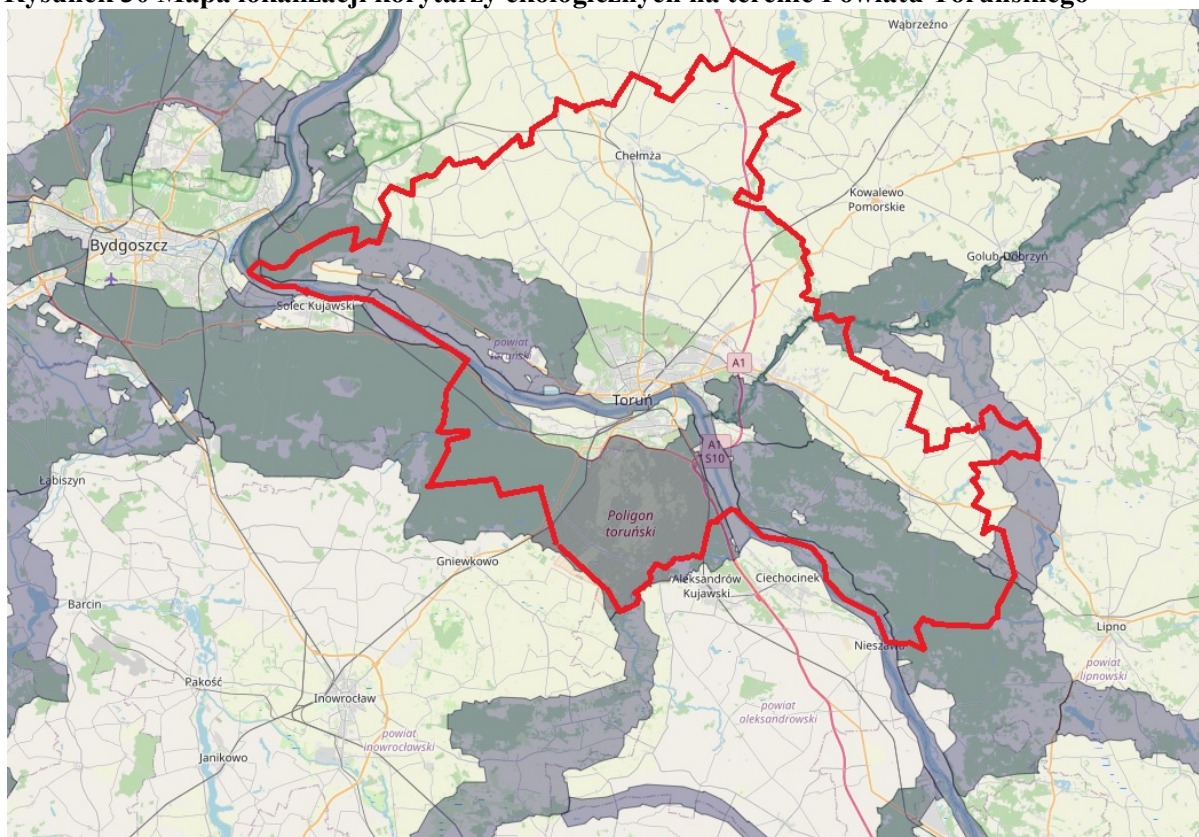 Rysunek 30 Mapa lokalizacji korytarzy ekologicznych na terenie Powiatu Toruńskiego
Wąbrzeźno
Chełmża
Kowalewo
Pomorskie
Bydgoszcz
Golub-Dobrzyń
Solec Kujawski
powiat
toruński
A1
Toruń
A1
S10
Łabiszyn
Poligon
toruński
Gniewkowo
Aleksandrów
Kujawski
Ciechocinek
Barcin
Lipno
Nieszawa
powiat
lipnowski
Pakość
Inowrocław
powiat
aleksandrowski
powiat
inowrocławski
Janikowo